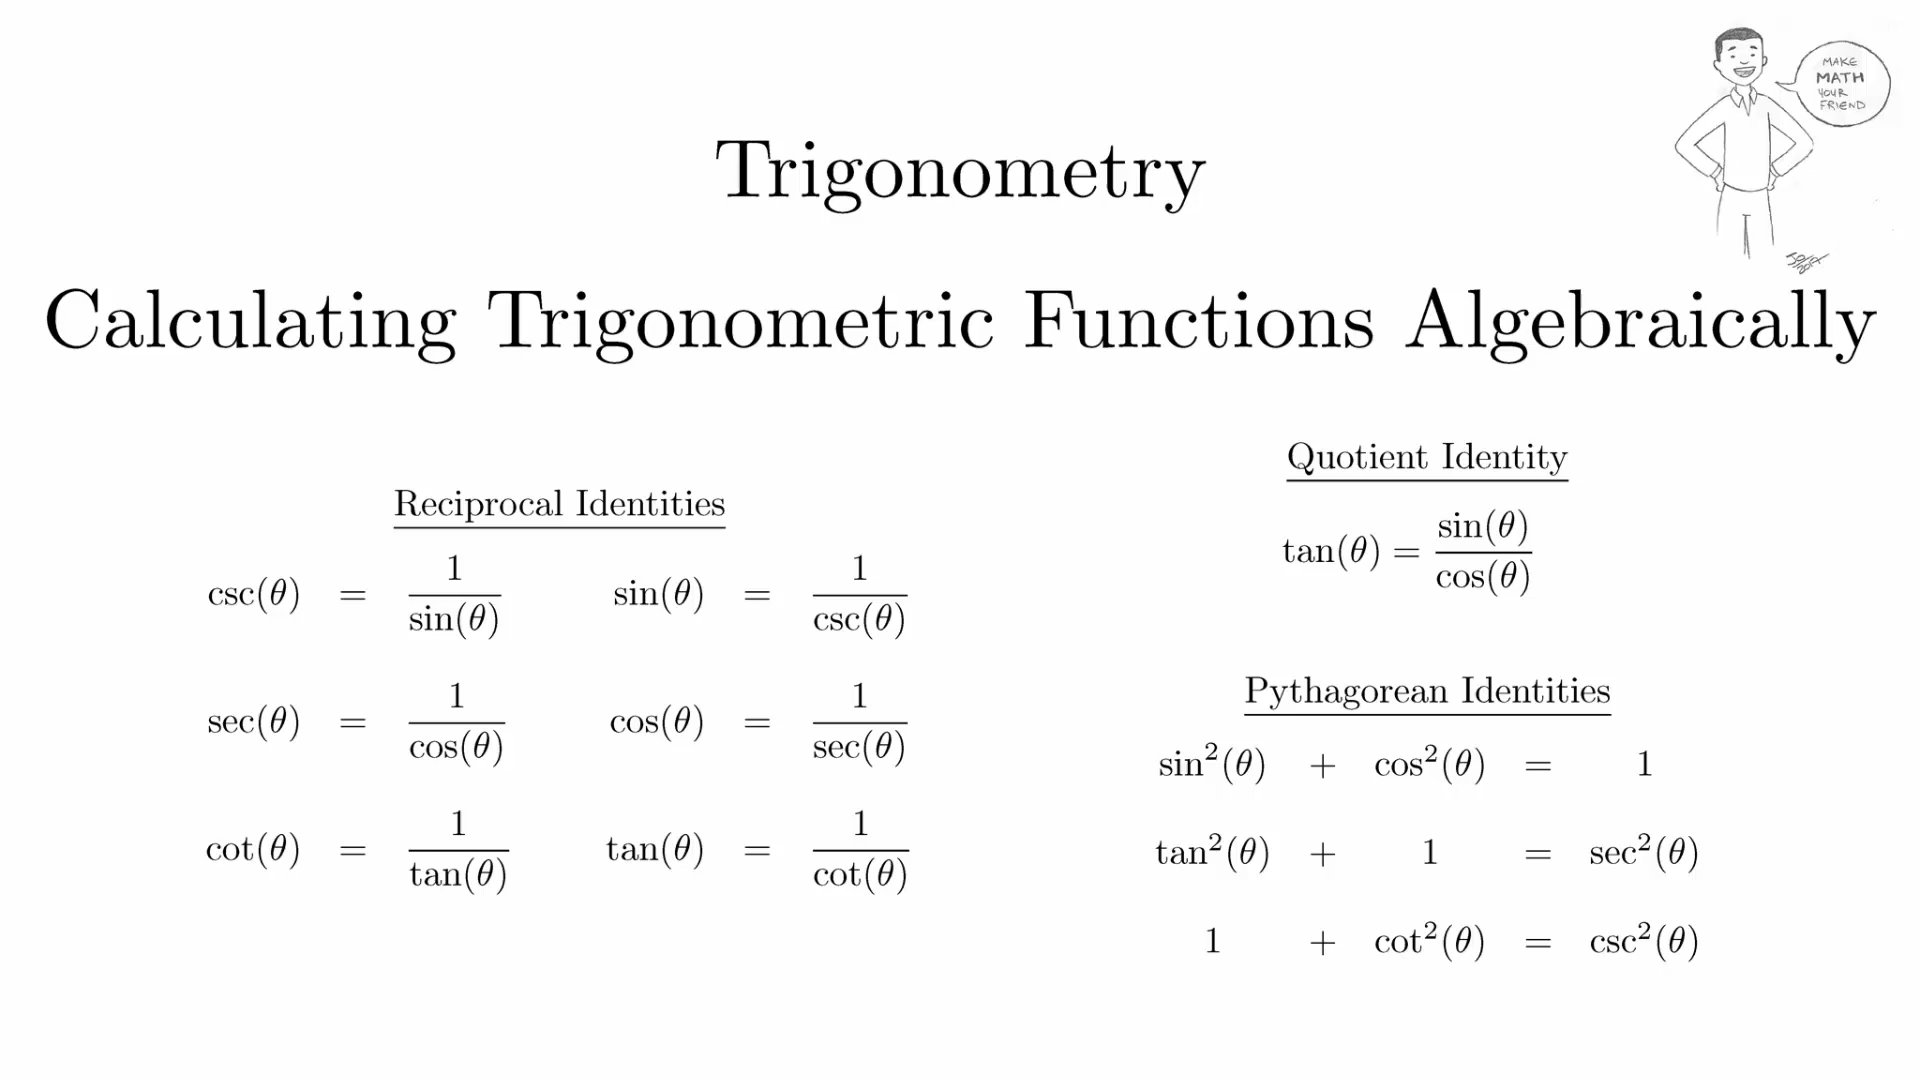 MAKE
MATH
YOUR
FRIEND
Trigonometry
Calculating Trigonometric Functions Algebraically
Reciprocal Identities
csc(θ) = 1/sin(θ) sin(θ) = 1/csc(θ)
sec(θ) = 1/cos(θ) cos(θ) = 1/sec(θ)
cot(θ) = 1/tan(θ) tan(θ) = 1/cot(θ)
Quotient Identity
tan(θ) = sin(θ)/cos(θ)
Pythagorean Identities
sin²(θ) + cos²(θ) = 1
tan²(θ) + 1 = sec²(θ)
1 + cot²(θ) = csc²(θ)